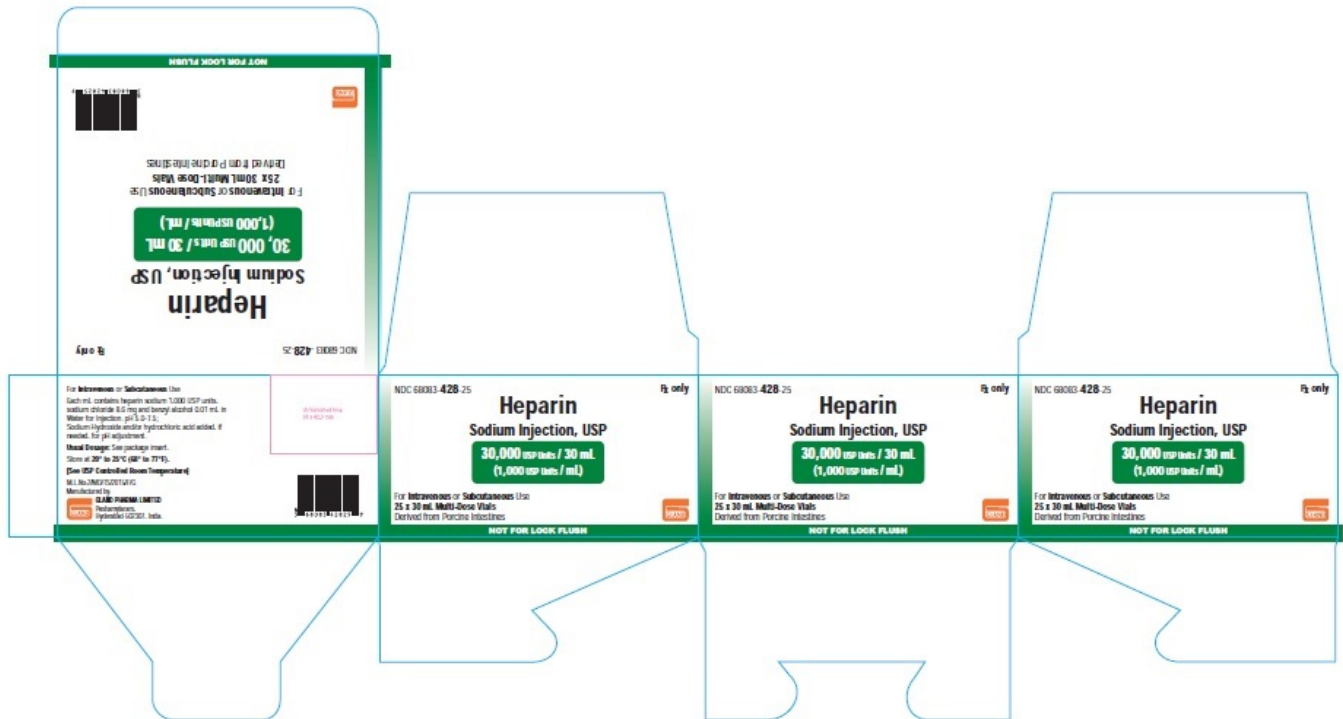 NOT FOR LOCK FLUSH
GLAND
Derived from Porcine Intestines
25x 30mL Multi-Dose Vials
For Intravenous or Subcutaneous Use
(1,000 USP Units / mL)
30,000 USP Units / 30 mL
Sodium Injection, USP
Heparin
NDC 68083-428-25
℞ only
For Intravenous or Subcutaneous Use
Each mL contains heparin sodium 1,000 USP units,
sodium chloride 8.6 mg and benzyl alcohol 0.01 mL in
Water for Injection. pH 5.0-7.5;
Sodium Hydroxide and/or hydrochloric acid added, if
needed, for pH adjustment.
Usual Dosage: See package insert.
Store at 20° to 25°C (68° to 77°F).
[See USP Controlled Room Temperature]
Manufactured by
GLAND PHARMA LIMITED
GLAND
NDC 68083-428-25
℞ only
Heparin
Sodium Injection, USP
30,000 USP Units / 30 mL
(1,000 USP Units / mL)
For Intravenous or Subcutaneous Use
25 x 30 mL Multi-Dose Vials
Derived from Porcine Intestines
GLAND
NOT FOR LOCK FLUSH
NDC 68083-428-25
℞ only
Heparin
Sodium Injection, USP
30,000 USP Units / 30 mL
(1,000 USP Units / mL)
For Intravenous or Subcutaneous Use
25 x 30 mL Multi-Dose Vials
Derived from Porcine Intestines
GLAND
NOT FOR LOCK FLUSH
NDC 68083-428-25
℞ only
Heparin
Sodium Injection, USP
30,000 USP Units / 30 mL
(1,000 USP Units / mL)
For Intravenous or Subcutaneous Use
25 x 30 mL Multi-Dose Vials
Derived from Porcine Intestines
GLAND
NOT FOR LOCK FLUSH